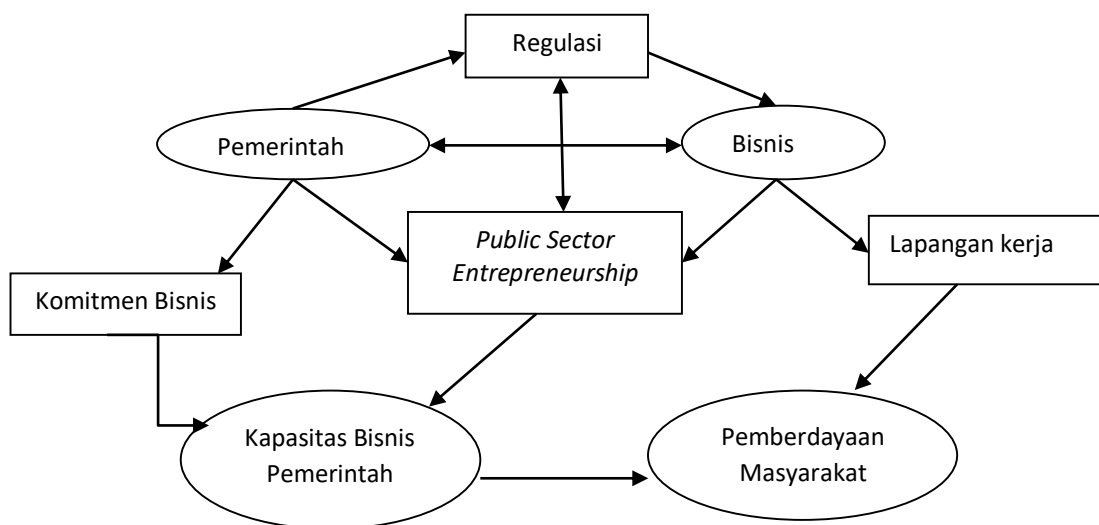 Regulasi
Pemerintah
Bisnis
Public Sector
Entrepreneurship
Lapangan kerja
Komitmen Bisnis
Kapasitas Bisnis
Pemerintah
Pemberdayaan
Masyarakat